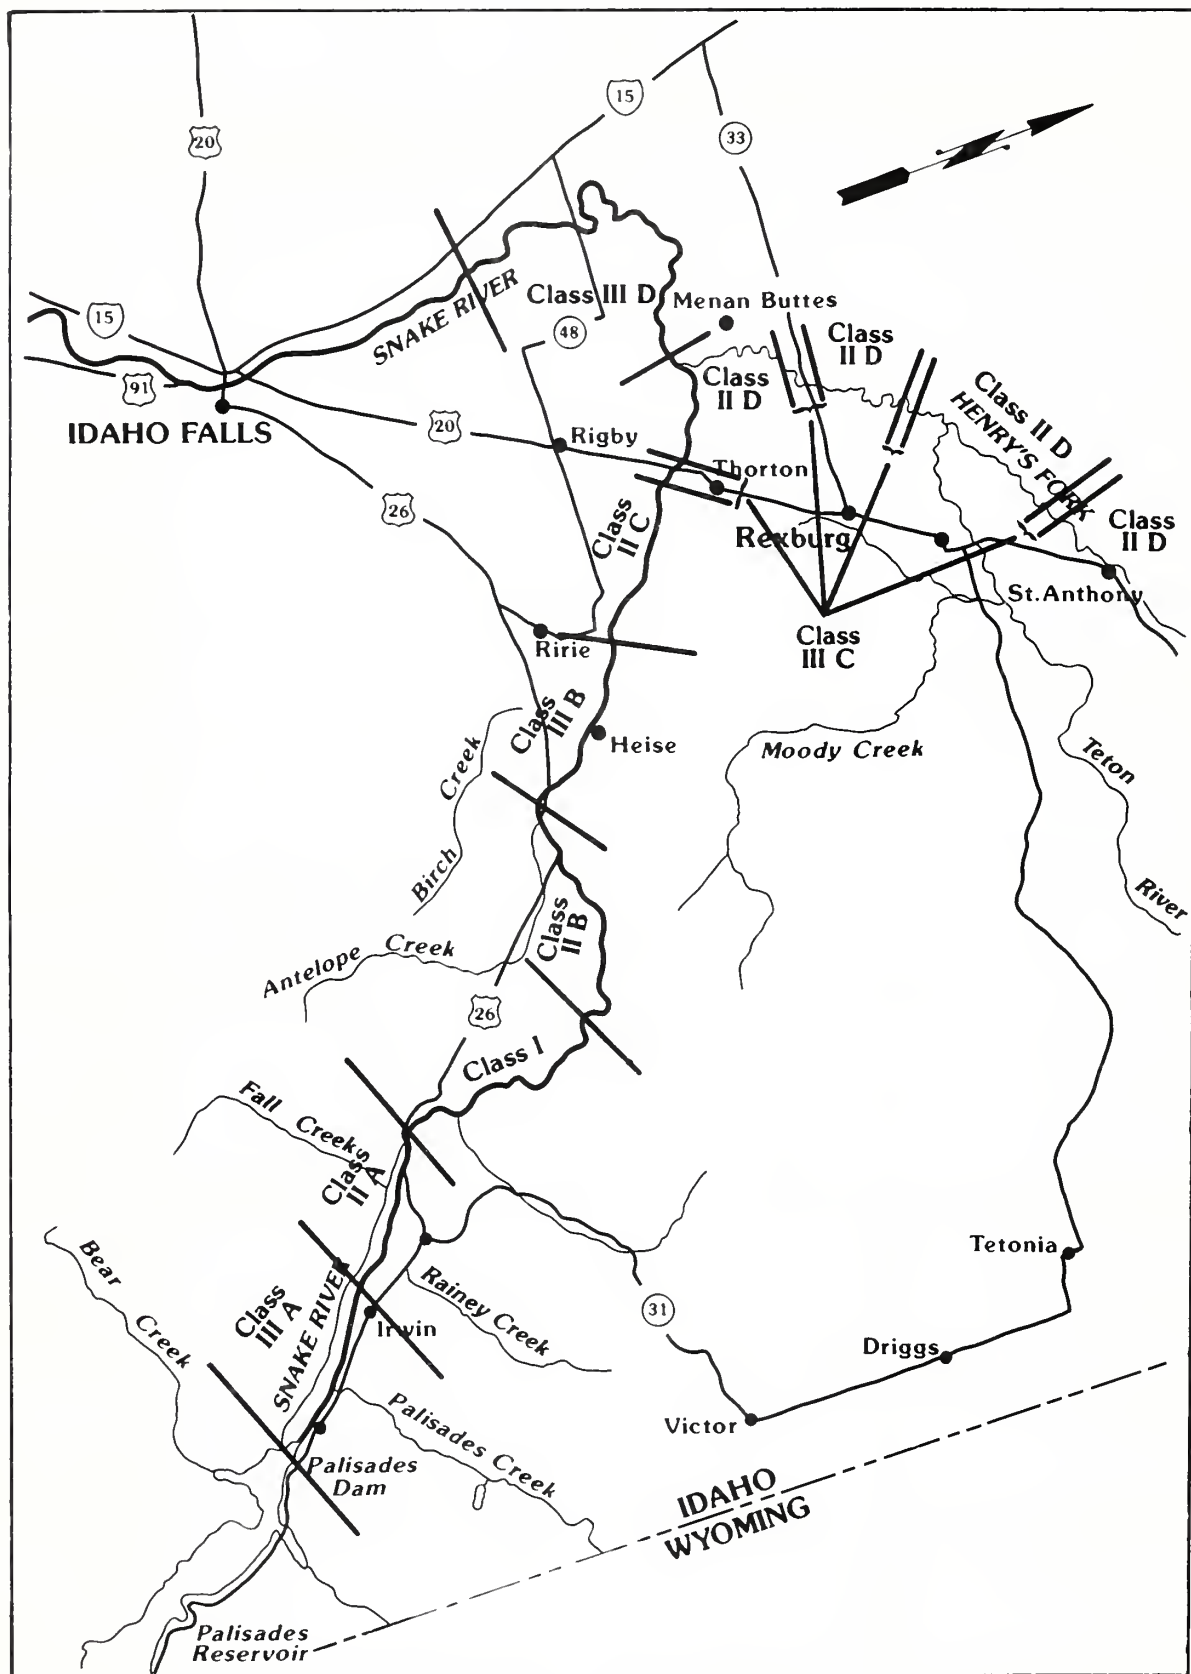 15
20
33
SNAKE RIVER
Class III D
Menan Buttes
15
48
Class
II D
91
Class
II D
Class II D
HENRY'S FORK
IDAHO FALLS
20
Rigby
Thorton
26
Class
II C
Rexburg
Class
II D
St. Anthony
Class
III C
Ririe
Class
III B
Heise
Birch Creek
Moody Creek
Teton River
Class
II B
Antelope Creek
26
Class I
Fall Creek
Class
II A
Bear Creek
Tetonia
Class
III A
SNAKE RIVER
Rainey Creek
Irwin
31
Driggs
Palisades Creek
Victor
Palisades
Dam
IDAHO
WYOMING
Palisades
Reservoir